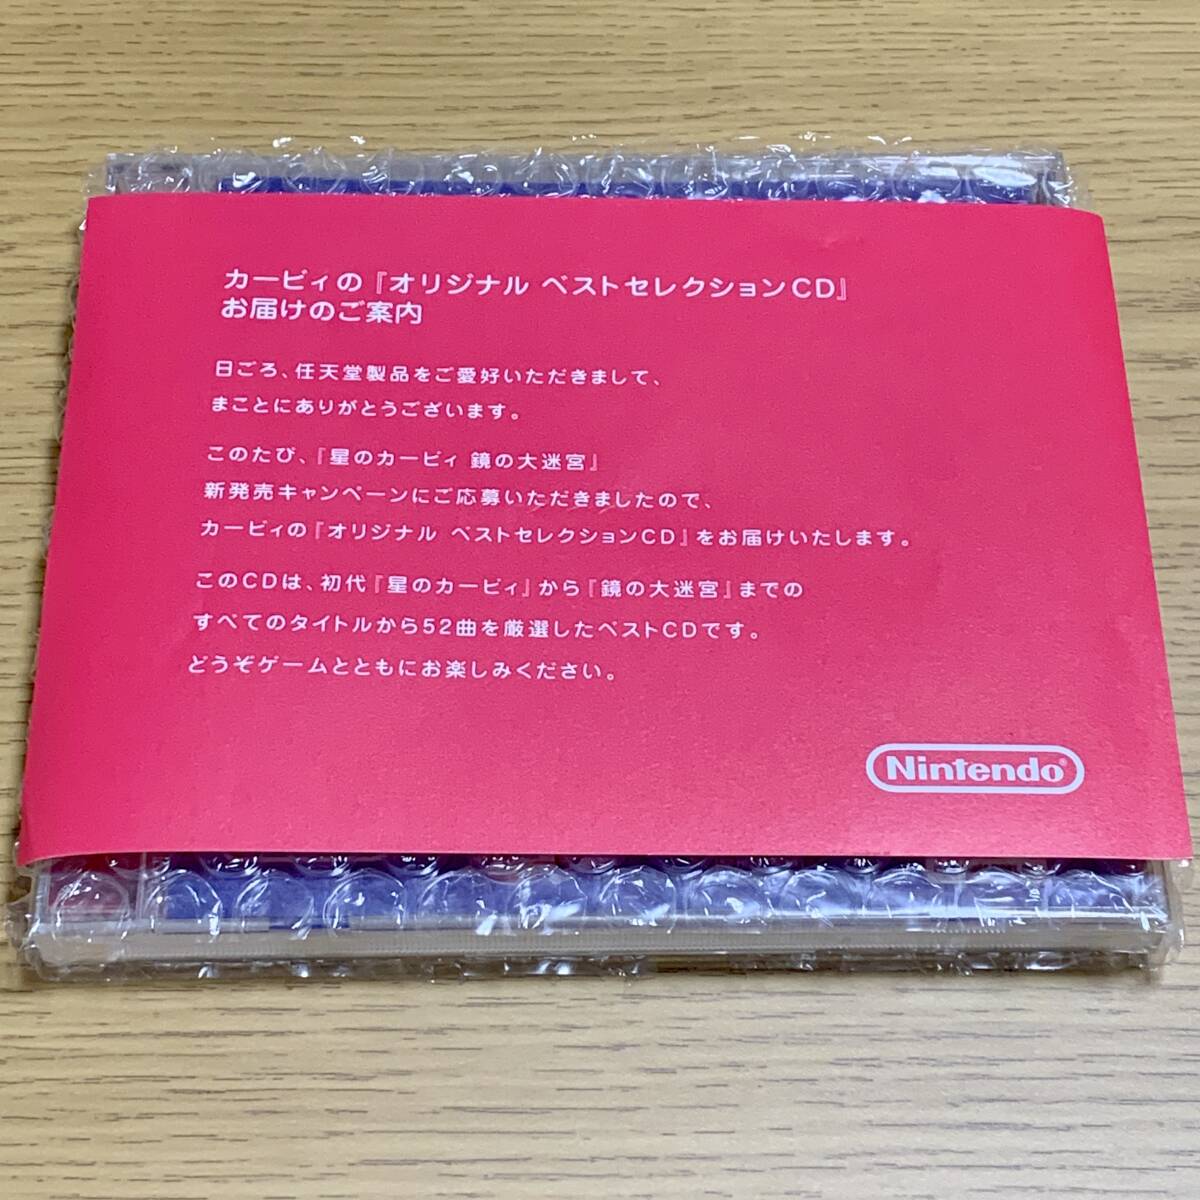 カービィの『オリジナル ベストセレクションCD』
お届けのご案内
日ごろ、任天堂製品をご愛好いただきまして、
まことにありがとうございます。
このたび、『星のカービィ 鏡の大迷宮』
新発売キャンペーンにご応募いただきましたので、
カービィの『オリジナル ベストセレクションCD』をお届けいたします。
このCDは、初代『星のカービィ』から『鏡の大迷宮』までの
すべてのタイトルから52曲を厳選したベストCDです。
どうぞゲームとともにお楽しみください。
Nintendo®